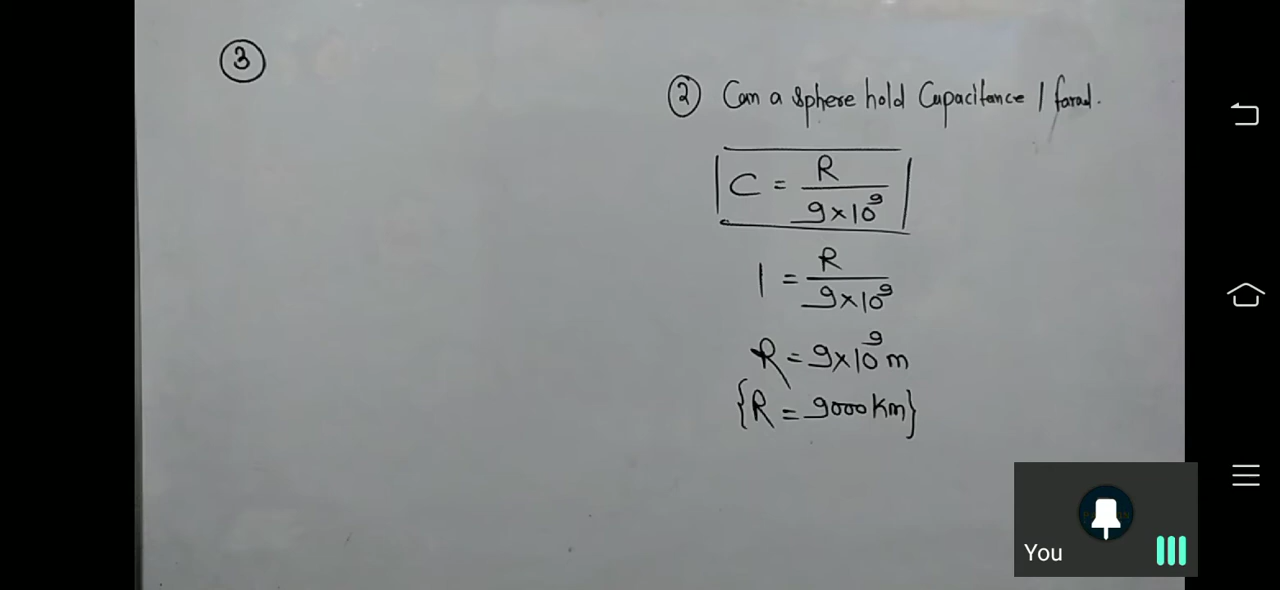 ③
② Can a sphere hold Capacitance 1 farad.
C = R / 9×10⁹
1 = R / 9×10⁹
R = 9×10⁹ m
{R = 9000 Km}
You